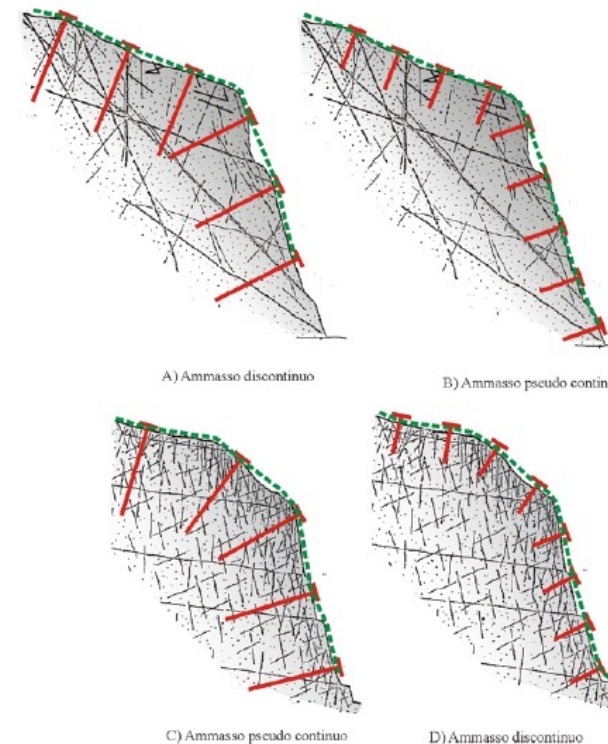 A) Ammasso discontinuo
B) Ammasso pseudo contin
C) Ammasso pseudo continuo
D) Ammasso discontinuo